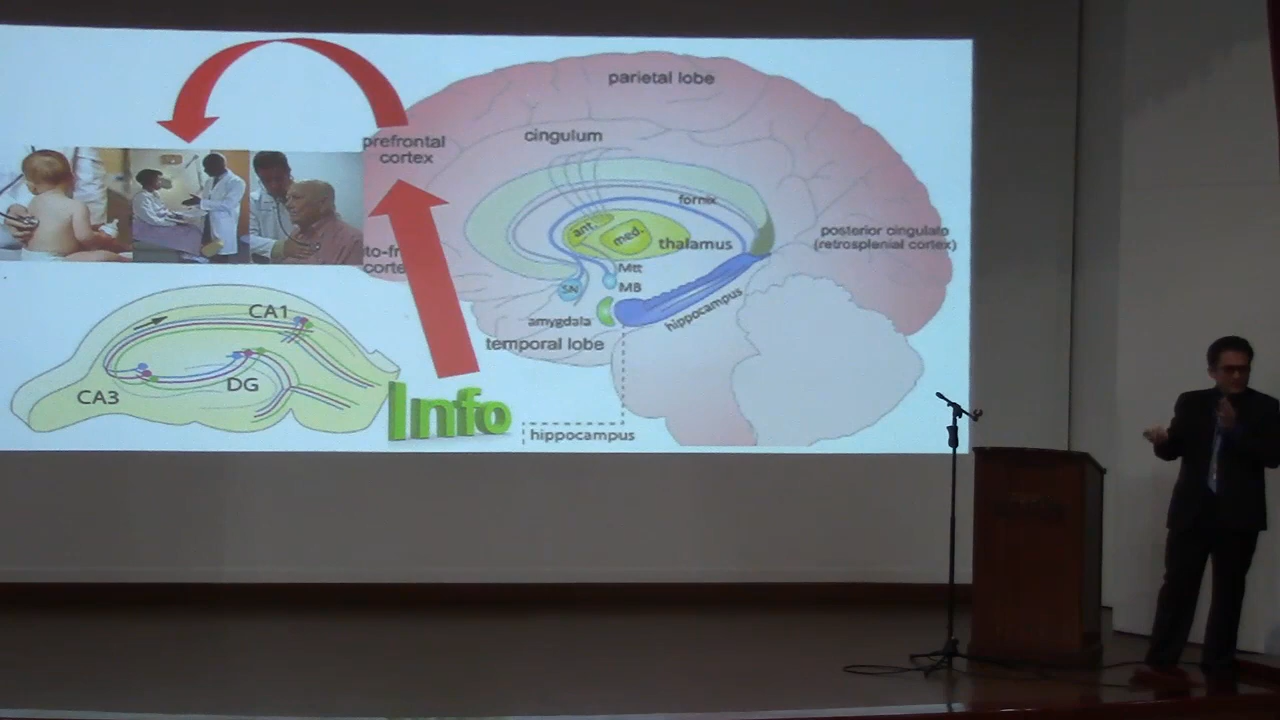 parietal lobe
cingulum
prefrontal
cortex
fornix
ant.
med.
thalamus
posterior cingulate
(retrosplenial cortex)
cortex
Mtt
SN
MB
hippocampus
amygdala
temporal lobe
CA1
CA3
DG
Info
hippocampus